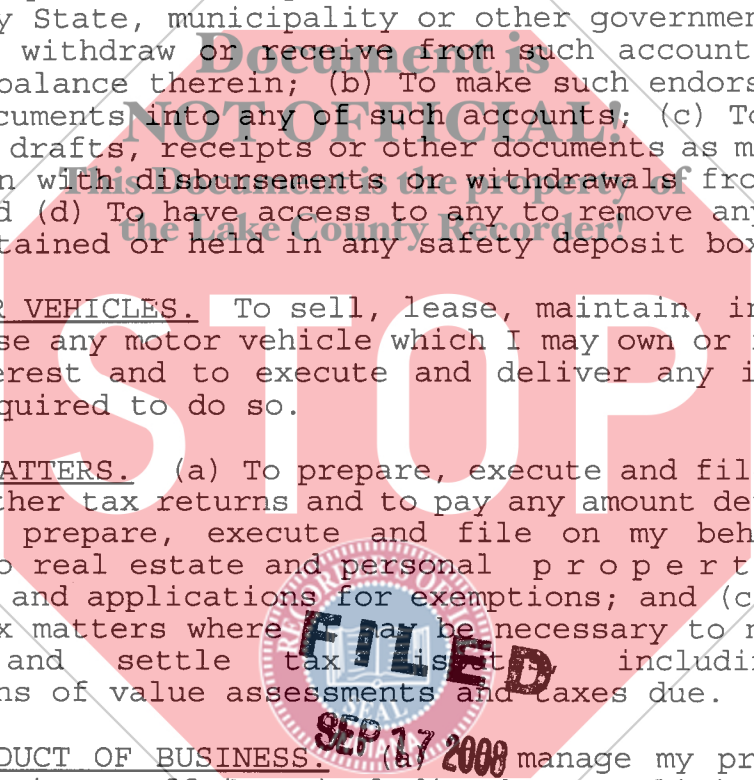 y State, municipality or other governmen
withdraw or receive from such account
Document is
balance therein; (b) To make such endors
cuments into any of such accounts; (c) To
NOT OFFICIAL!
drafts, receipts or other documents as m
This Document is the property of
n with disbursements or withdrawals fro
d (d) To have access to any to remove any
the Lake County Recorder!
tained or held in any safety deposit box
R VEHICLES. To sell, lease, maintain, in
se any motor vehicle which I may own or
erest and to execute and deliver any i
quired to do so.
STOP
ATTERS. (a) To prepare, execute and fil
ther tax returns and to pay any amount de
prepare, execute and file on my beh
o real estate and personal p r o p e r t
and applications for exemptions; and (c
x matters where may be necessary to
FILED
and settle tax includin
ns of value assessments and taxes due.
SEAL
SEP 17 2008
DUCT OF BUSINESS. (a) manage my pr